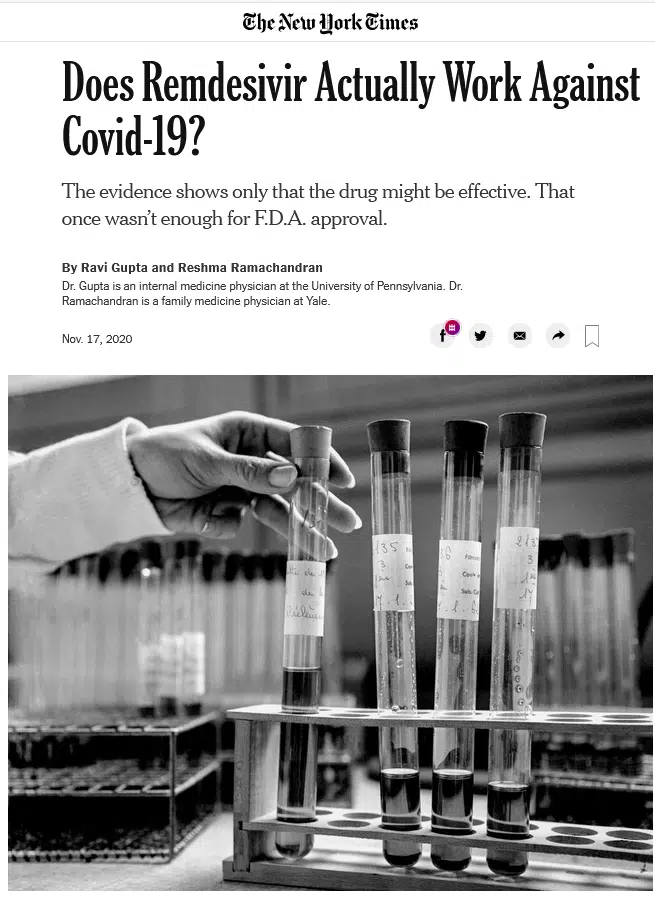 The New York Times
Does Remdesivir Actually Work Against
Covid-19?
The evidence shows only that the drug might be effective. That
once wasn't enough for F.D.A. approval.
By Ravi Gupta and Reshma Ramachandran
Dr. Gupta is an internal medicine physician at the University of Pennsylvania. Dr.
Ramachandran is a family medicine physician at Yale.
Nov. 17, 2020
135
3